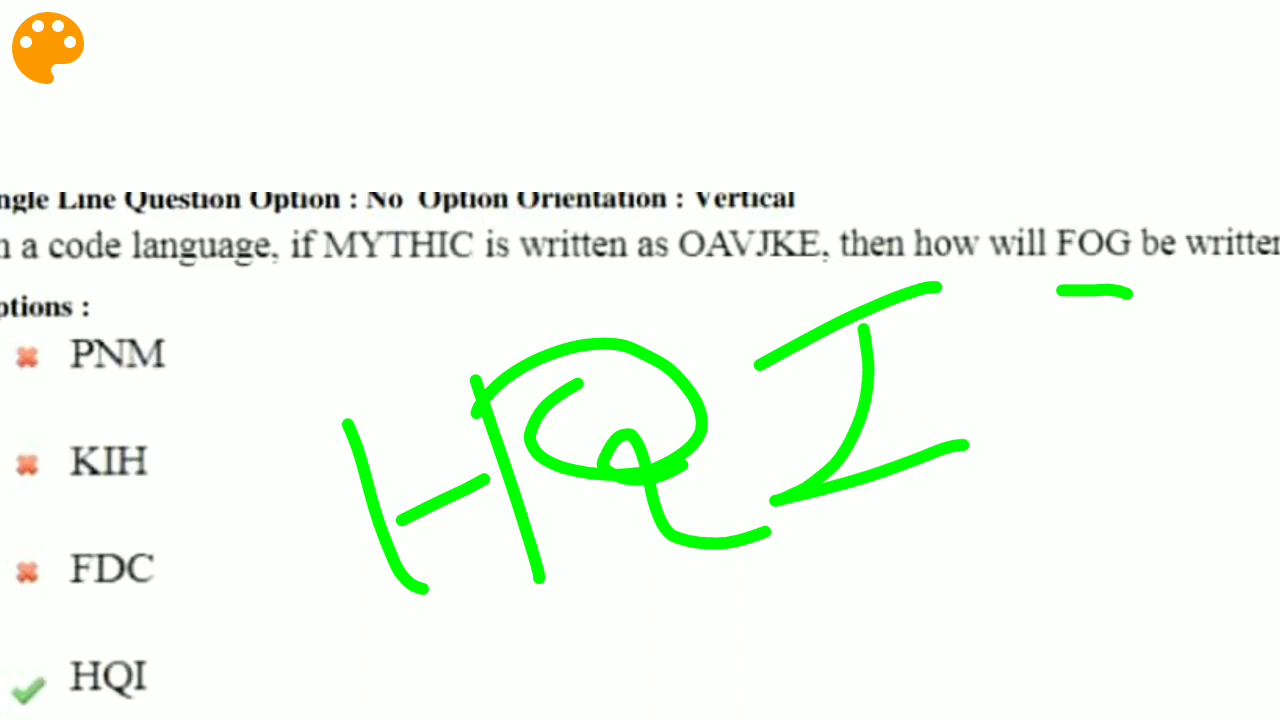 ngle Line Question Option : No Option Orientation : Vertical
n a code language, if MYTHIC is written as OAVJKE, then how will FOG be written
ptions :
PNM
KIH
HQI
FDC
HQI